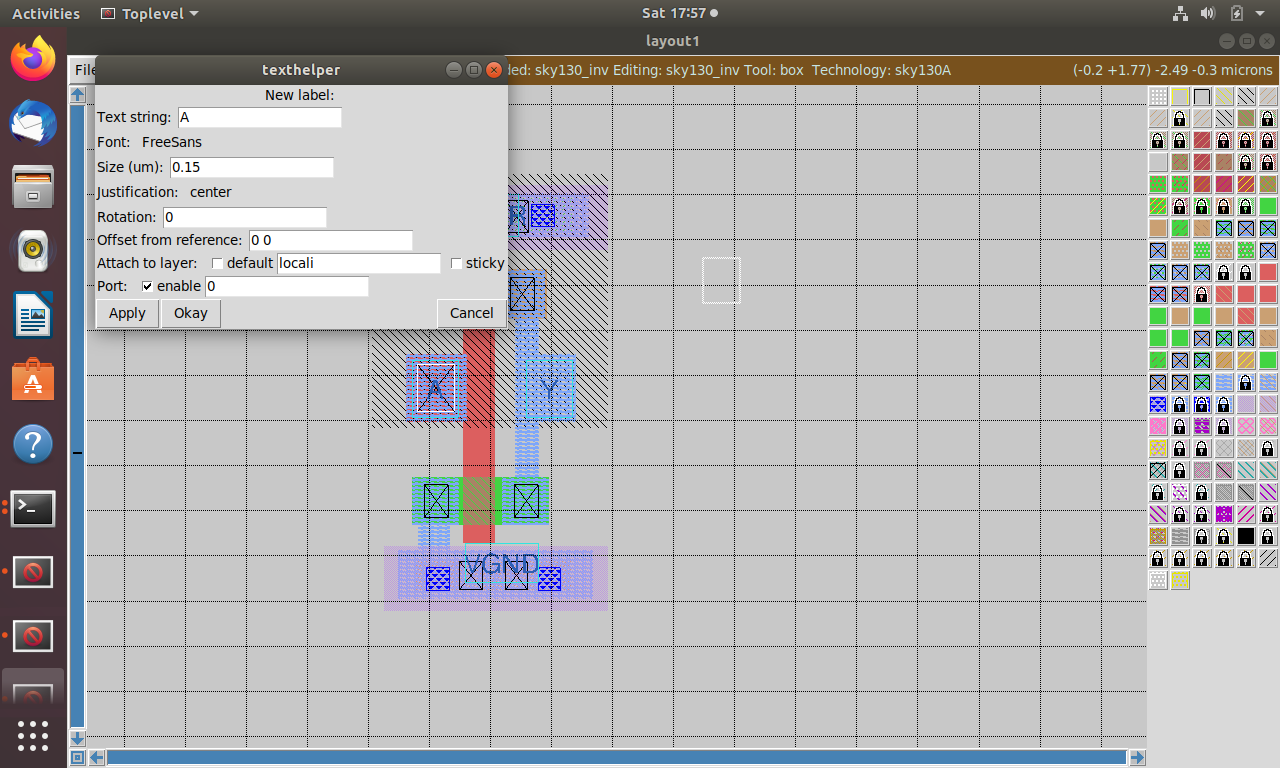 Activities Toplevel Sat 17:57
layout1
File texthelper ded: sky130_inv Editing: sky130_inv Tool: box Technology: sky130A (-0.2 +1.77) -2.49 -0.3 microns
New label:
Text string: A
Font: FreeSans
Size (um): 0.15
Justification: center
Rotation: 0
Offset from reference: 0 0
Attach to layer: default locali sticky
Port: enable 0
Apply Okay Cancel
A Y
VGND